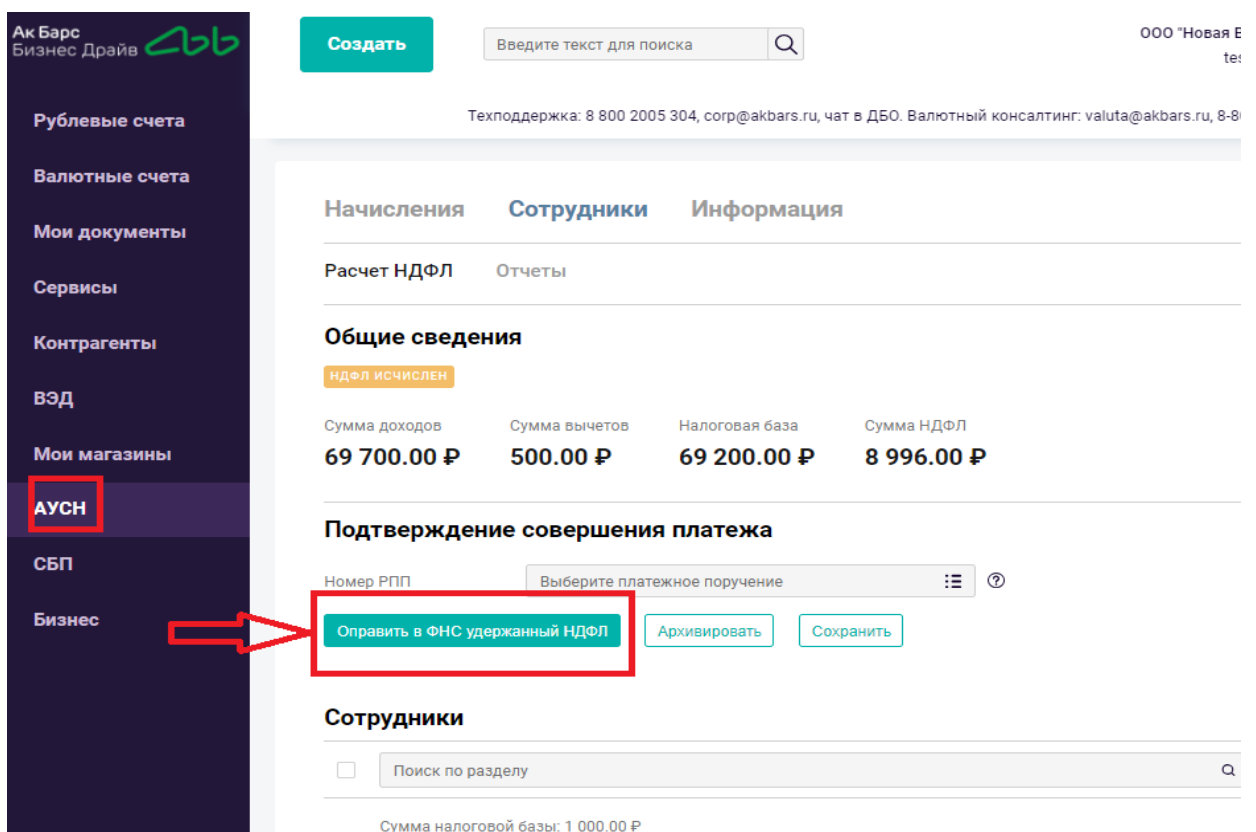 Ак Барс
Бизнес Драйв
Создать
Введите текст для поиска
ООО "Новая
Техподдержка: 8 800 2005 304, corp@akbars.ru, чат в ДБО. Валютный консалтинг: valuta@akbars.ru,
Рублевые счета
Валютные счета
Мои документы
Сервисы
Контрагенты
ВЭД
Мои магазины
АУСН
СБП
Бизнес
Начисления Сотрудники Информация
Расчет НДФЛ Отчеты
Общие сведения
НДФЛ ИСЧИСЛЕН
Сумма доходов Сумма вычетов Налоговая база Сумма НДФЛ
69 700.00 ₽ 500.00 ₽ 69 200.00 ₽ 8 996.00 ₽
Подтверждение совершения платежа
Номер РПП Выберите платежное поручение
Оправить в ФНС удержанный НДФЛ Архивировать Сохранить
Сотрудники
Поиск по разделу
Сумма налоговой базы: 1 000.00 ₽